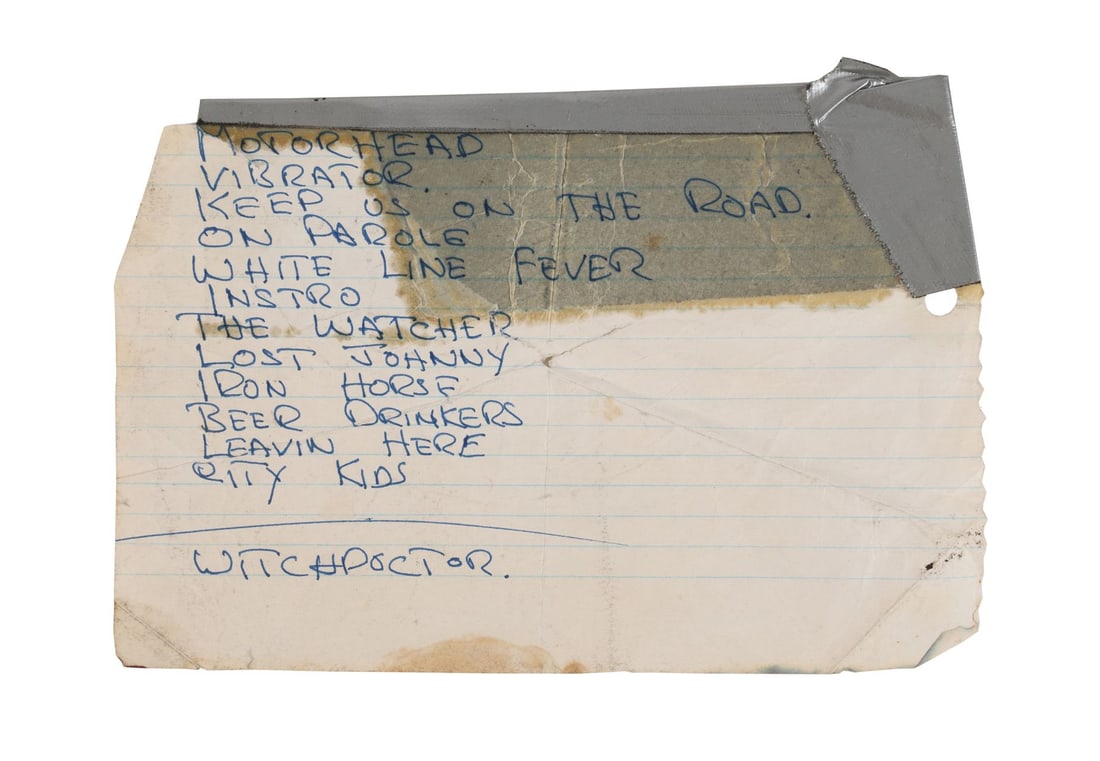 MOTORHEAD
VIBRATOR.
KEEP US ON THE ROAD.
ON PAROLE
WHITE LINE FEVER
INSTRO
THE WATCHER
LOST JOHNNY
IRON HORSE
BEER DRINKERS
LEAVIN HERE
CITY KIDS
WITCHDOCTOR.